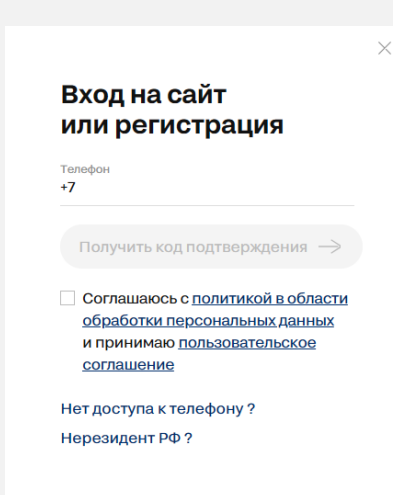 Вход на сайт
или регистрация
Телефон
+7
Получить код подтверждения →
Соглашаюсь с политикой в области
обработки персональных данных
и принимаю пользовательское
соглашение
Нет доступа к телефону ?
Нерезидент РФ ?